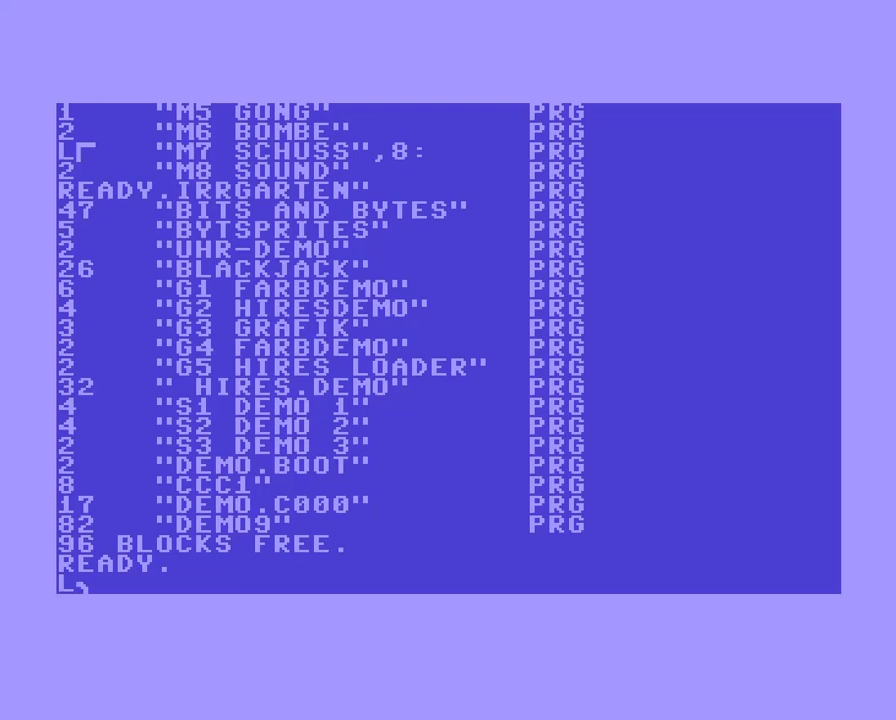 1 "M5 GONG" PRG
2 "M6 BOMBE" PRG
L┌ "M7 SCHUSS",8: PRG
2 "M8 SOUND" PRG
READY.IRRGARTEN" PRG
47 "BITS AND BYTES" PRG
5 "BYTSPRITES" PRG
2 "UHR-DEMO" PRG
26 "BLACKJACK" PRG
6 "G1 FARBDEMO" PRG
4 "G2 HIRESDEMO" PRG
3 "G3 GRAFIK" PRG
2 "G4 FARBDEMO" PRG
2 "G5 HIRES LOADER" PRG
32 " HIRES.DEMO" PRG
4 "S1 DEMO 1" PRG
4 "S2 DEMO 2" PRG
2 "S3 DEMO 3" PRG
2 "DEMO.BOOT" PRG
8 "CCC1" PRG
17 "DEMO.C000" PRG
82 "DEMO9" PRG
96 BLOCKS FREE.
READY.
L╮